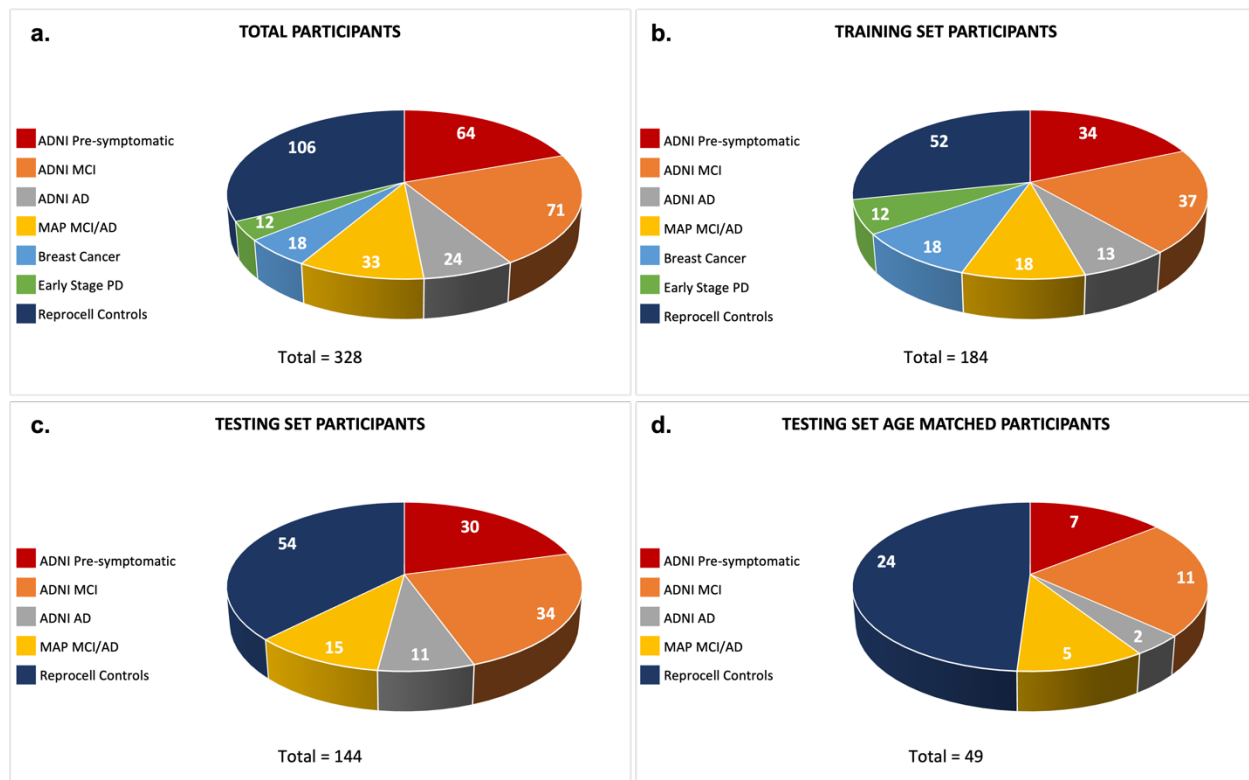 a.
TOTAL PARTICIPANTS
ADNI Pre-symptomatic
ADNI MCI
ADNI AD
MAP MCI/AD
Breast Cancer
Early Stage PD
Reprocell Controls
64
71
24
33
18
12
106
Total = 328
b.
TRAINING SET PARTICIPANTS
ADNI Pre-symptomatic
ADNI MCI
ADNI AD
MAP MCI/AD
Breast Cancer
Early Stage PD
Reprocell Controls
34
37
13
18
18
12
52
Total = 184
c.
TESTING SET PARTICIPANTS
ADNI Pre-symptomatic
ADNI MCI
ADNI AD
MAP MCI/AD
Reprocell Controls
30
34
11
15
54
Total = 144
d.
TESTING SET AGE MATCHED PARTICIPANTS
ADNI Pre-symptomatic
ADNI MCI
ADNI AD
MAP MCI/AD
Reprocell Controls
7
11
2
5
24
Total = 49